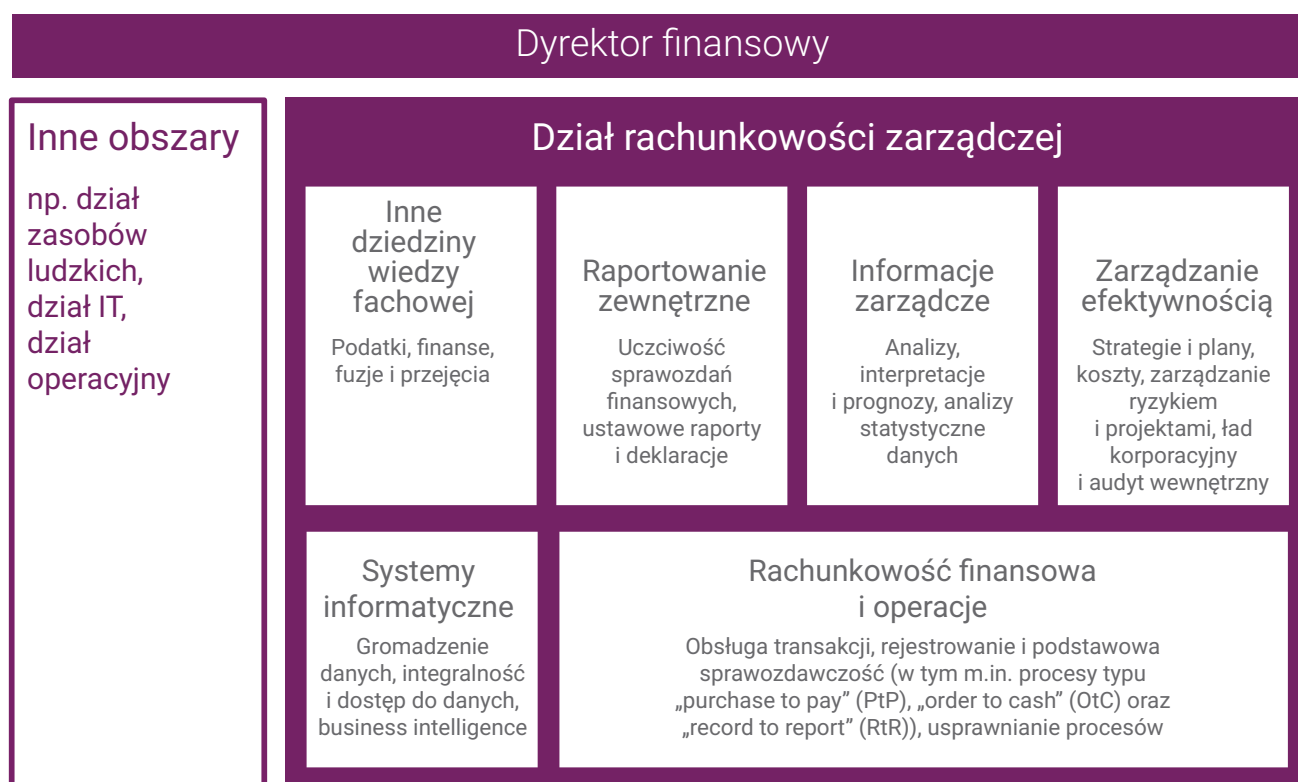 Dyrektor finansowy
Inne obszary
np. dział
zasobów
ludzkich,
dział IT,
dział
operacyjny
Dział rachunkowości zarządczej
Inne
dziedziny
wiedzy
fachowej
Podatki, finanse,
fuzje i przejęcia
Raportowanie
zewnętrzne
Uczciwość
sprawozdań
finansowych,
ustawowe raporty
i deklaracje
Informacje
zarządcze
Analizy,
interpretacje
i prognozy, analizy
statystyczne
danych
Zarządzanie
efektywnością
Strategie i plany,
koszty, zarządzanie
ryzykiem
i projektami, ład
korporacyjny
i audyt wewnętrzny
Systemy
informatyczne
Gromadzenie
danych, integralność
i dostęp do danych,
business intelligence
Rachunkowość finansowa
i operacje
Obsługa transakcji, rejestrowanie i podstawowa
sprawozdawczość (w tym m.in. procesy typu
„purchase to pay” (PtP), „order to cash” (OtC) oraz
„record to report” (RtR)), usprawnianie procesów